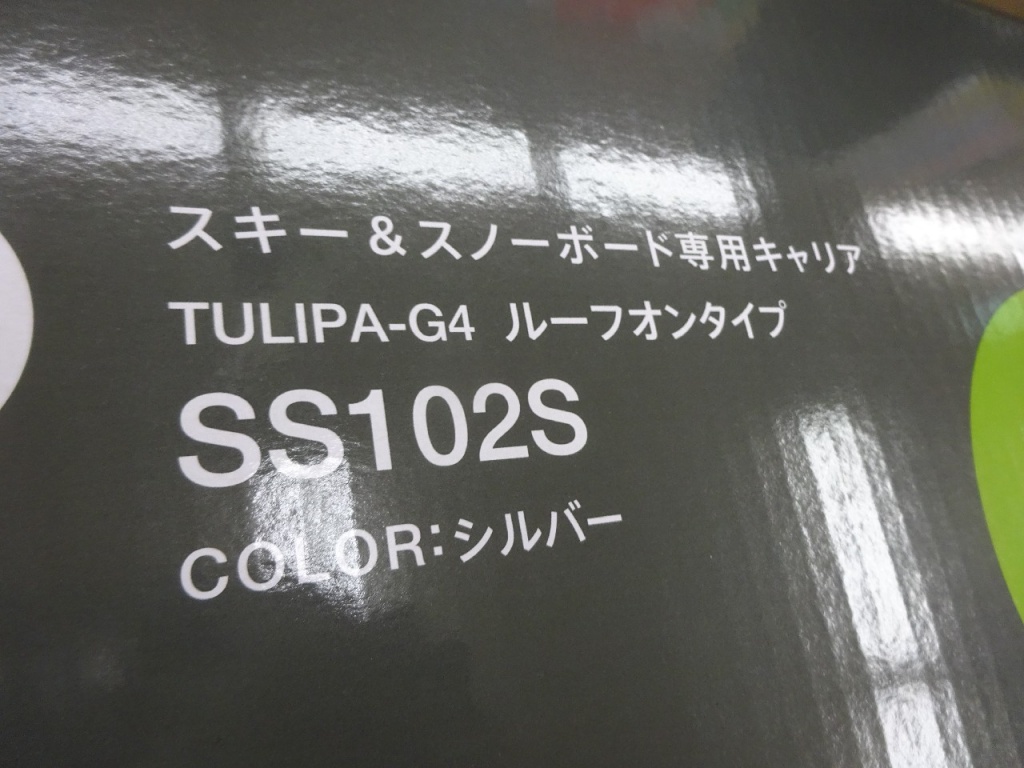 スキー&スノーボード専用キャリア
TULIPA-G4 ルーフオンタイプ
SS102S
COLOR:シルバー